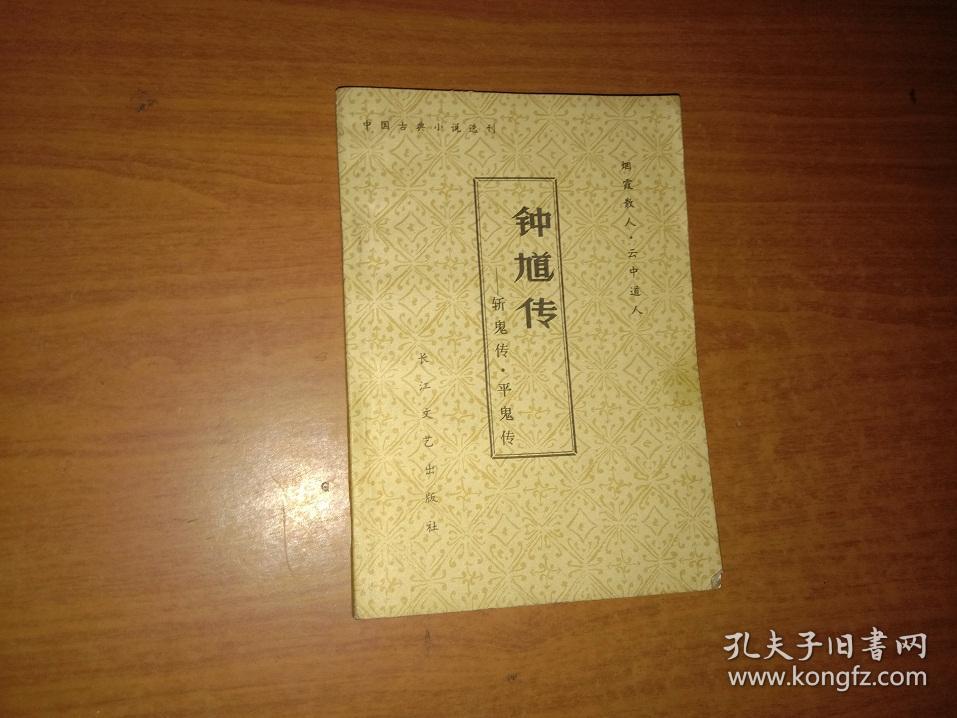 中国古典小说选刊
烟霞散人·云中道人
钟馗传
——斩鬼传·平鬼传
长江文艺出版社
孔夫子旧书网
www.kongfz.com